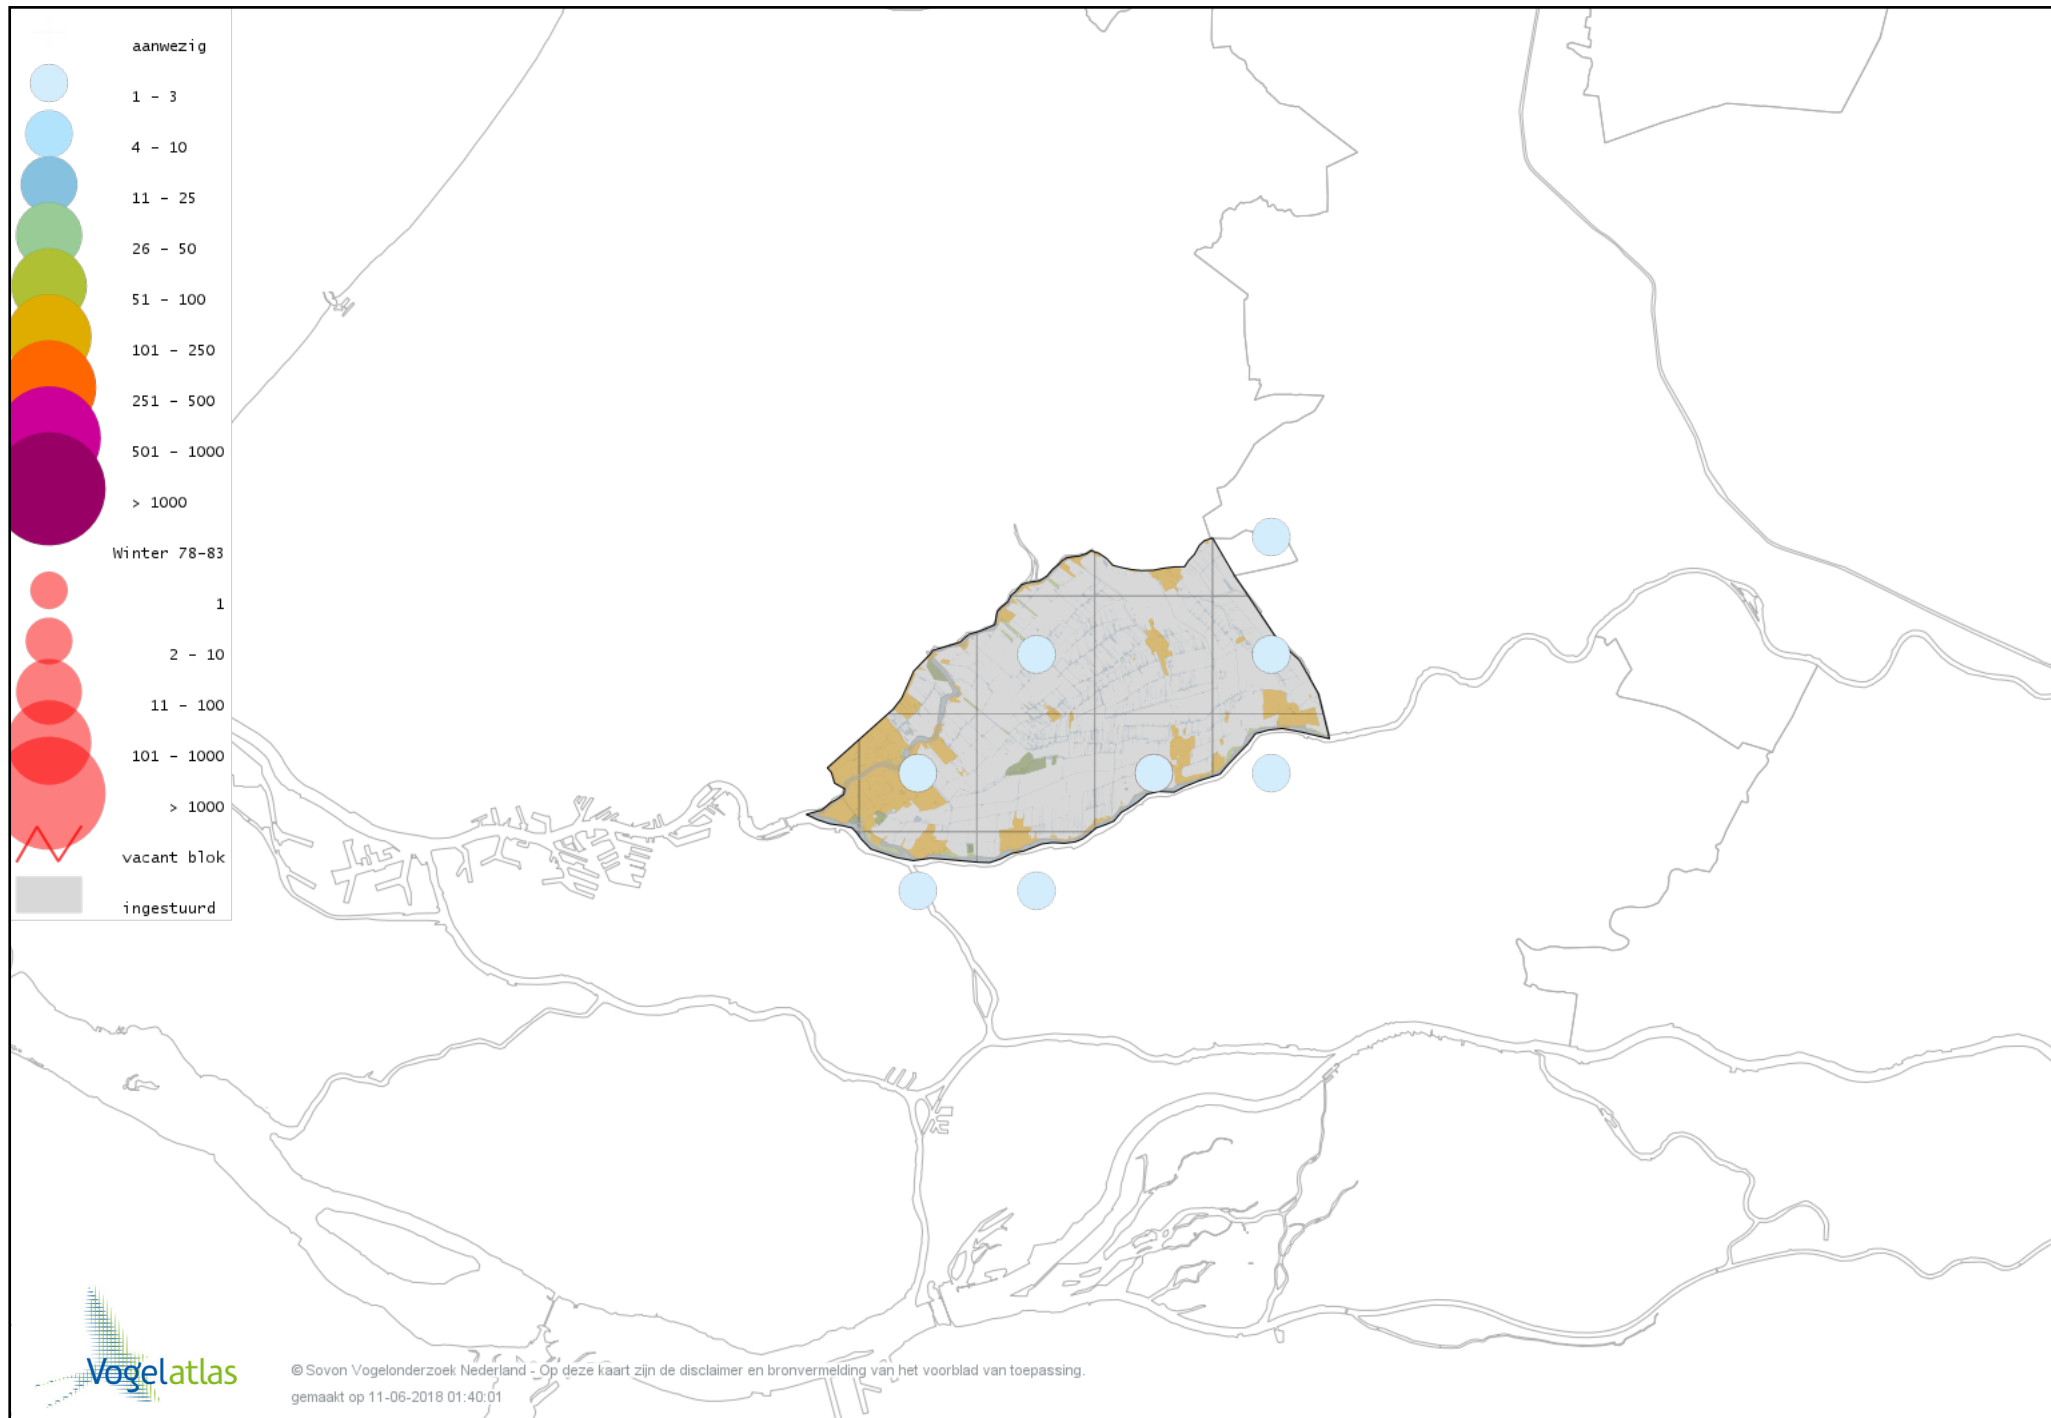 aanwezig
1 - 3
4 - 10
11 - 25
26 - 50
51 - 100
101 - 250
251 - 500
501 - 1000
> 1000
Winter 78-83
1
2 - 10
11 - 100
101 - 1000
> 1000
vacant blok
ingestuurd
Vogelatlas
© Sovon Vogelonderzoek Nederland - Op deze kaart zijn de disclaimer en bronvermelding van het voorblad van toepassing.
gemaakt op 11-06-2018 01:40:01